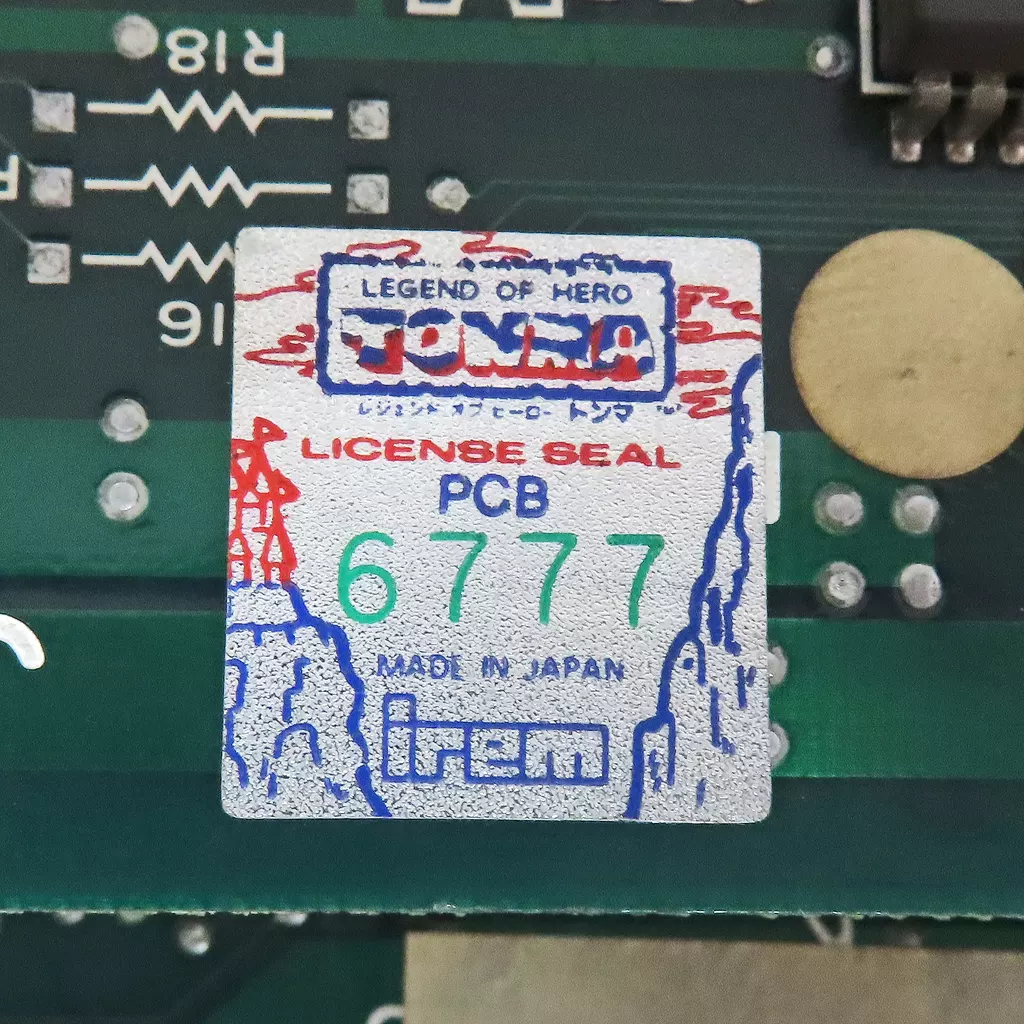 R18
LEGEND OF HERO
TONMA
レジェンド オブ ヒーロー トンマ
LICENSE SEAL
PCB
6777
MADE IN JAPAN
irem